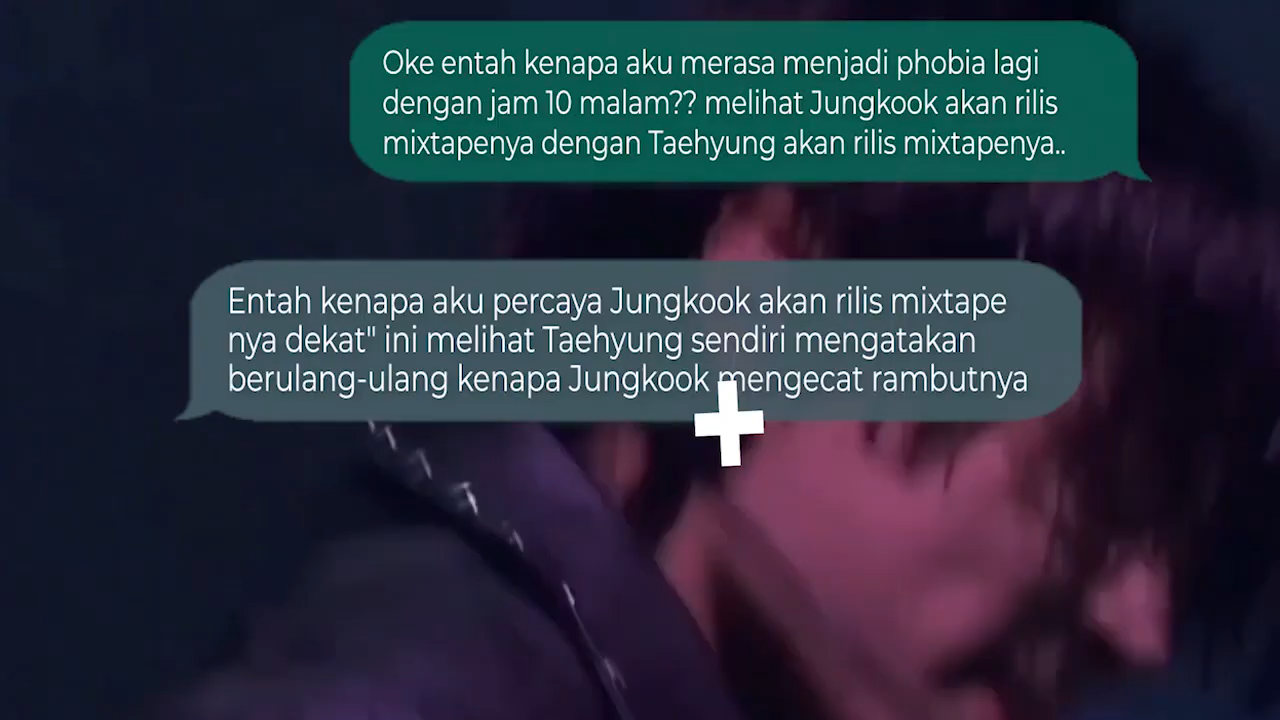 Oke entah kenapa aku merasa menjadi phobia lagi
dengan jam 10 malam?? melihat Jungkook akan rilis
mixtapenya dengan Taehyung akan rilis mixtapenya..
Entah kenapa aku percaya Jungkook akan rilis mixtape
nya dekat" ini melihat Taehyung sendiri mengatakan
berulang-ulang kenapa Jungkook mengecat rambutnya